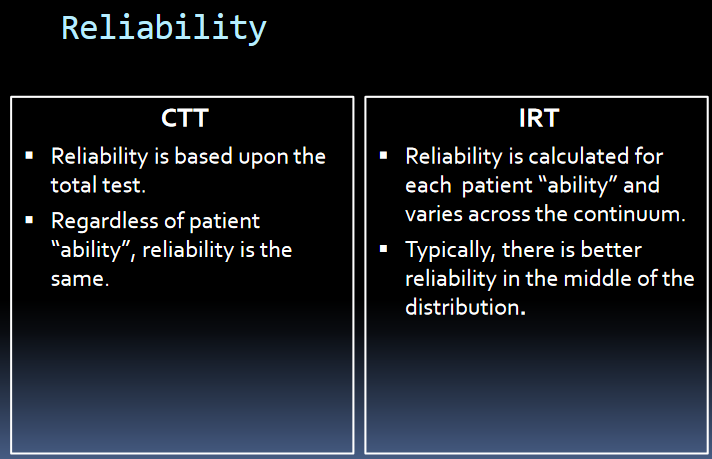 Reliability
CTT
▪ Reliability is based upon the
total test.
▪ Regardless of patient
“ability”, reliability is the
same.
IRT
▪ Reliability is calculated for
each patient “ability” and
varies across the continuum.
▪ Typically, there is better
reliability in the middle of the
distribution.